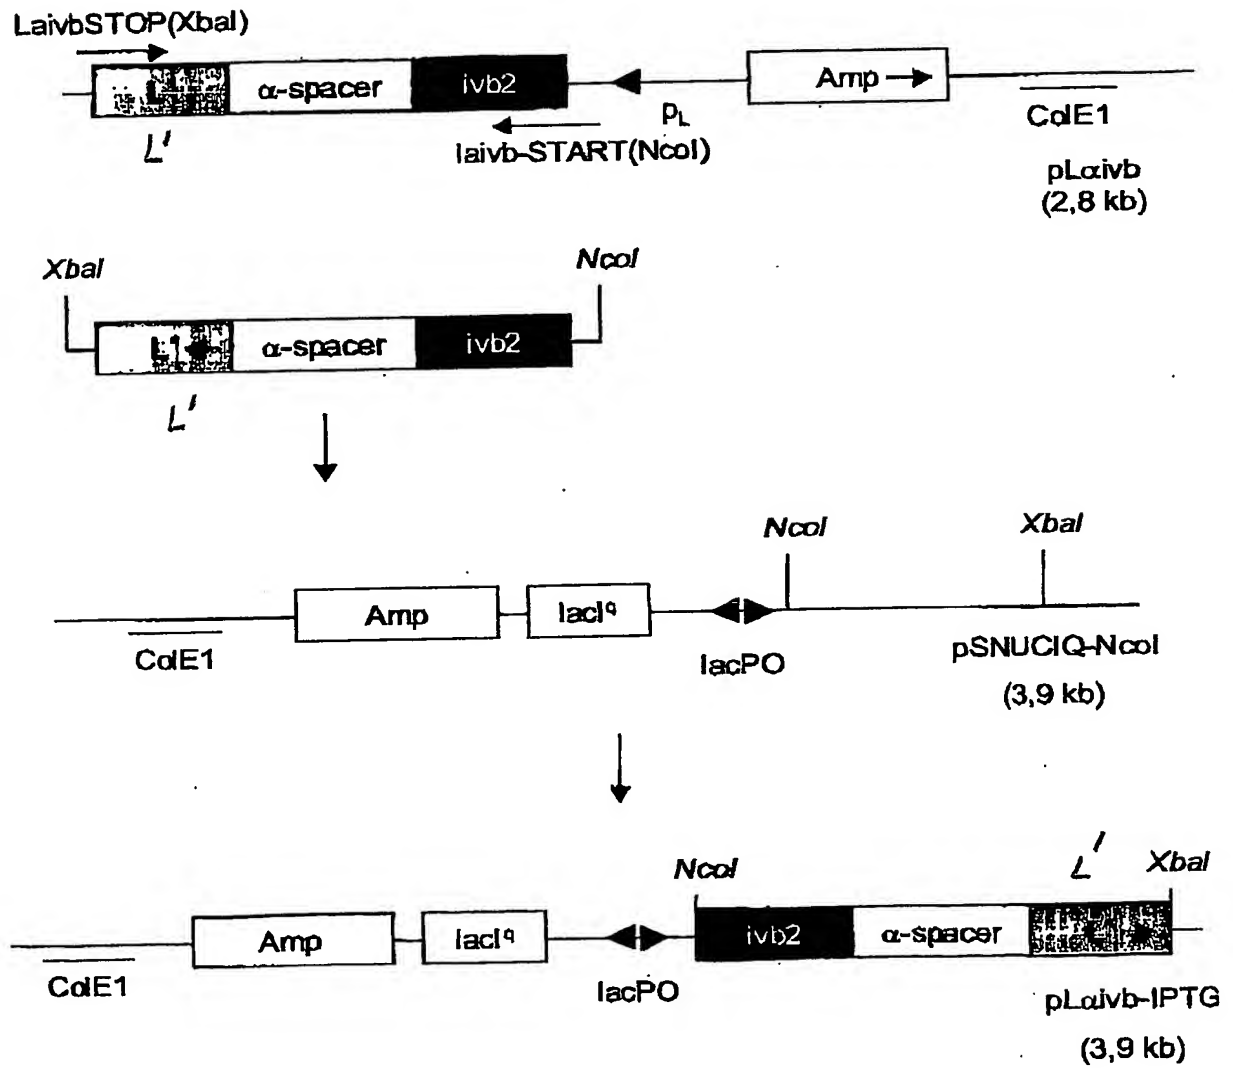 LaivbSTOP(XbaI)
α-spacer
ivb2
Amp
pL
ColE1
L'
laivb-START(NcoI)
pLαivb
(2,8 kb)
XbaI
NcoI
α-spacer
ivb2
L'
NcoI
XbaI
Amp
lacIq
ColE1
lacPO
pSNUCIQ-NcoI
(3,9 kb)
L'
NcoI
XbaI
Amp
lacIq
ivb2
α-spacer
ColE1
lacPO
pLαivb-IPTG
(3,9 kb)